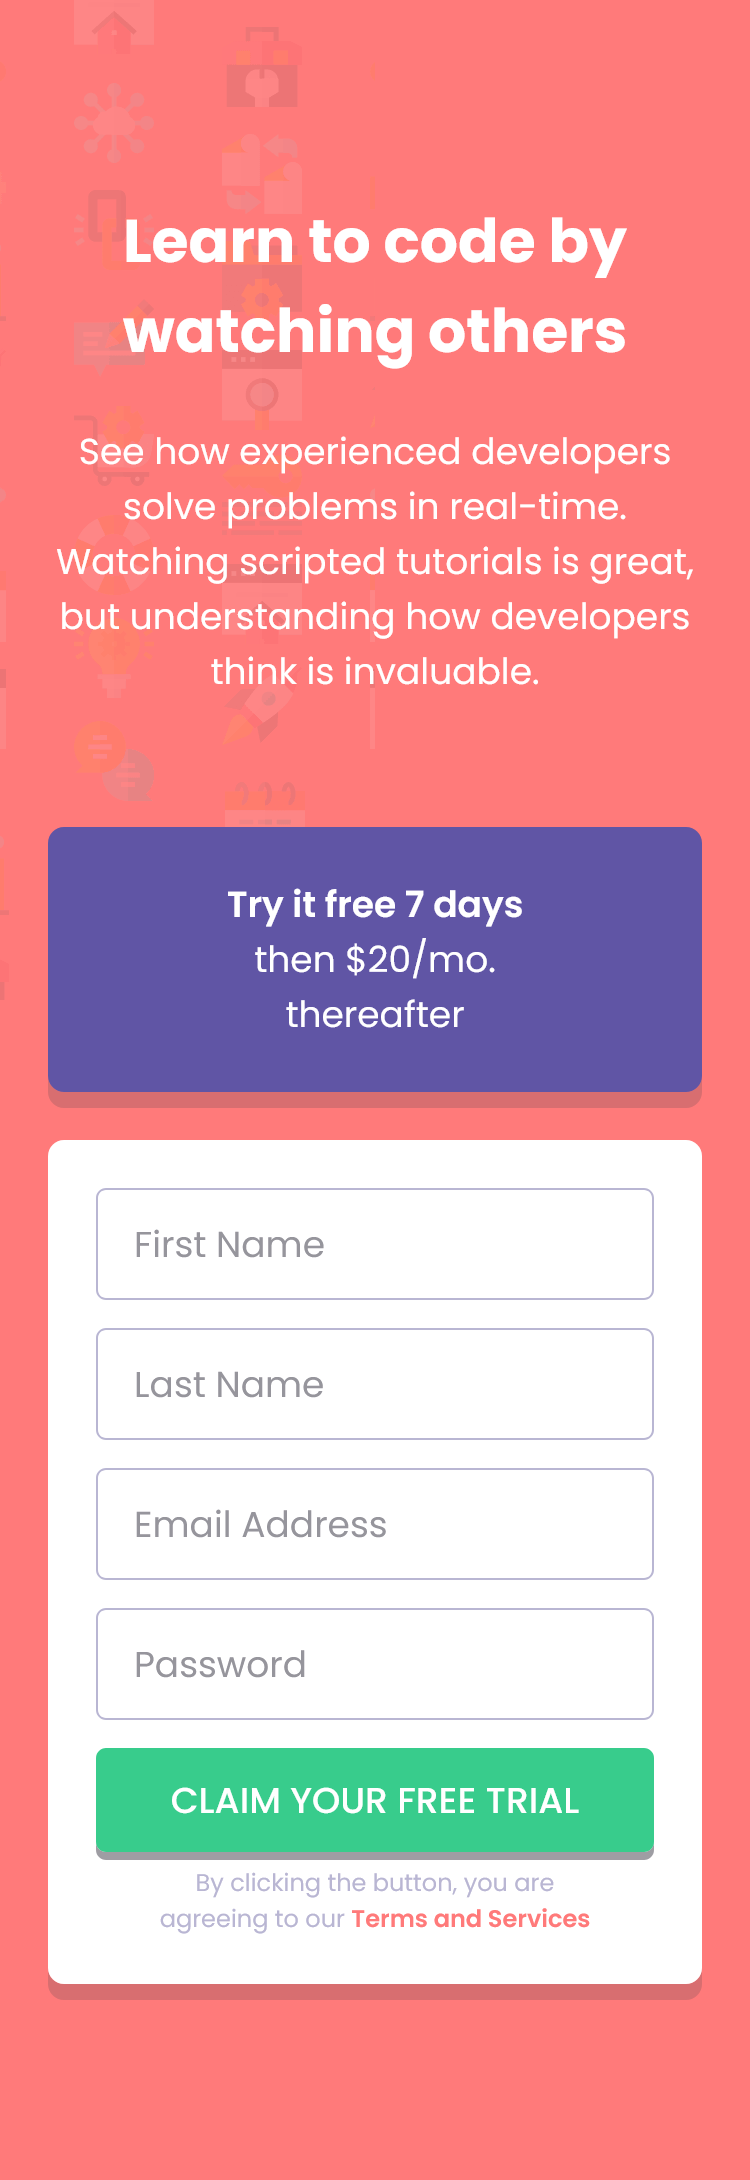 Learn to code by
watching others
See how experienced developers
solve problems in real-time.
Watching scripted tutorials is great,
but understanding how developers
think is invaluable.
Try it free 7 days
then $20/mo.
thereafter
First Name
Last Name
Email Address
Password
CLAIM YOUR FREE TRIAL
By clicking the button, you are
agreeing to our Terms and Services